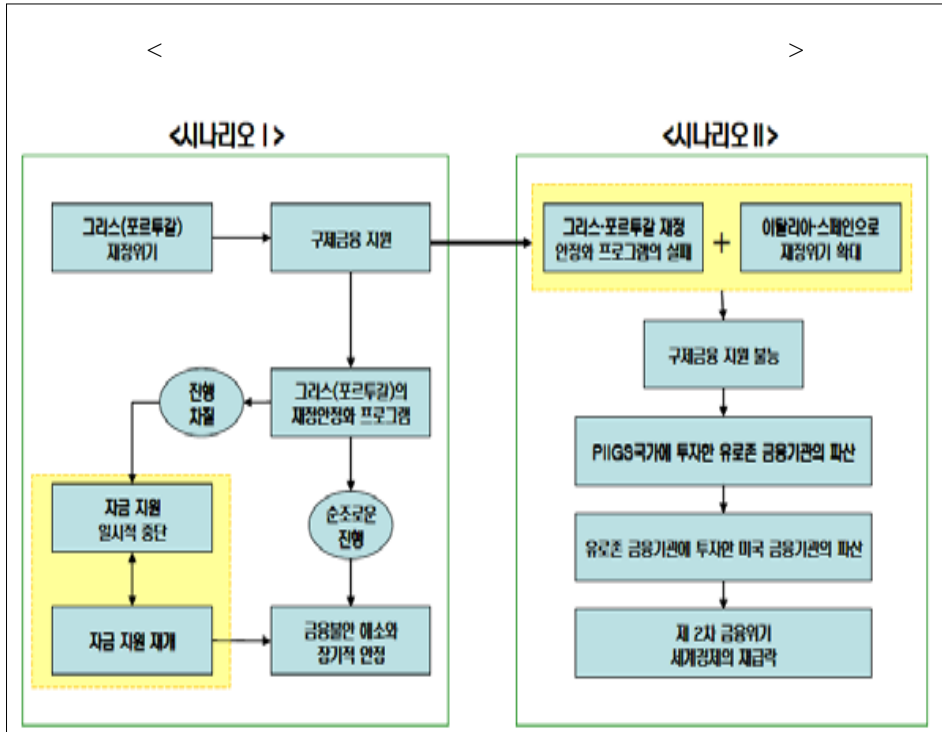 < >
<시나리오 Ⅰ>
그리스(포르투갈)
재정위기
구제금융 지원
그리스(포르투갈)의
재정안정화 프로그램
진행
차질
자금 지원
일시적 중단
순조로운
진행
자금 지원 재개
금융불안 해소와
장기적 안정
<시나리오 Ⅱ>
그리스·포르투갈 재정
안정화 프로그램의 실패
+
이탈리아·스페인으로
재정위기 확대
구제금융 지원 불능
PIIGS국가에 투자한 유로존 금융기관의 파산
유로존 금융기관에 투자한 미국 금융기관의 파산
제 2차 금융위기
세계경제의 재급락